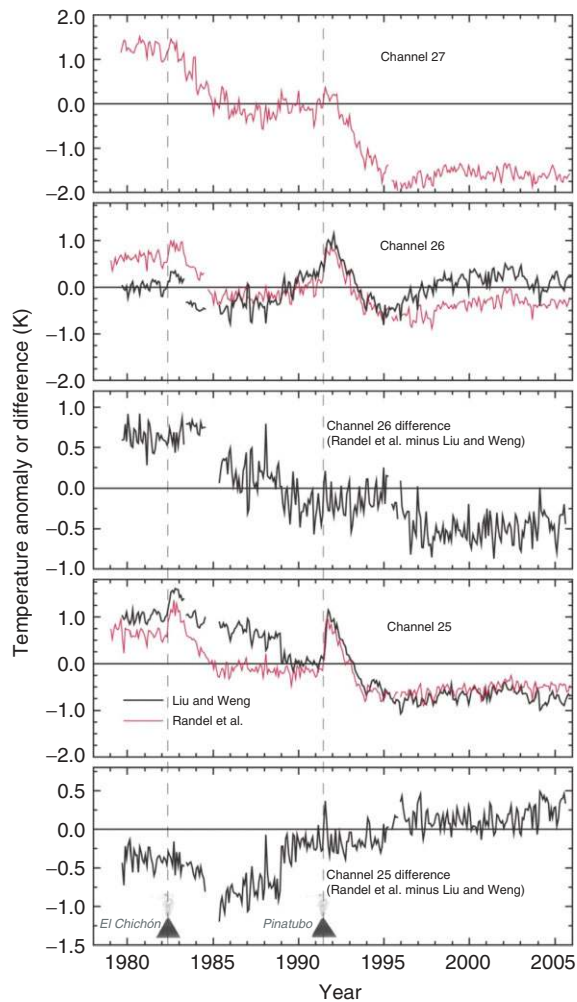 Temperature anomaly or difference (K)
2.0
1.0
0.0
−1.0
−2.0
Channel 27
1.0
0.0
−1.0
−2.0
Channel 26
1.0
0.5
0.0
−0.5
−1.0
Channel 26 difference
(Randel et al. minus Liu and Weng)
1.0
0.0
−1.0
−2.0
Channel 25
Liu and Weng
Randel et al.
0.5
0.0
−0.5
−1.0
−1.5
Channel 25 difference
(Randel et al. minus Liu and Weng)
El Chichón
Pinatubo
1980 1985 1990 1995 2000 2005
Year